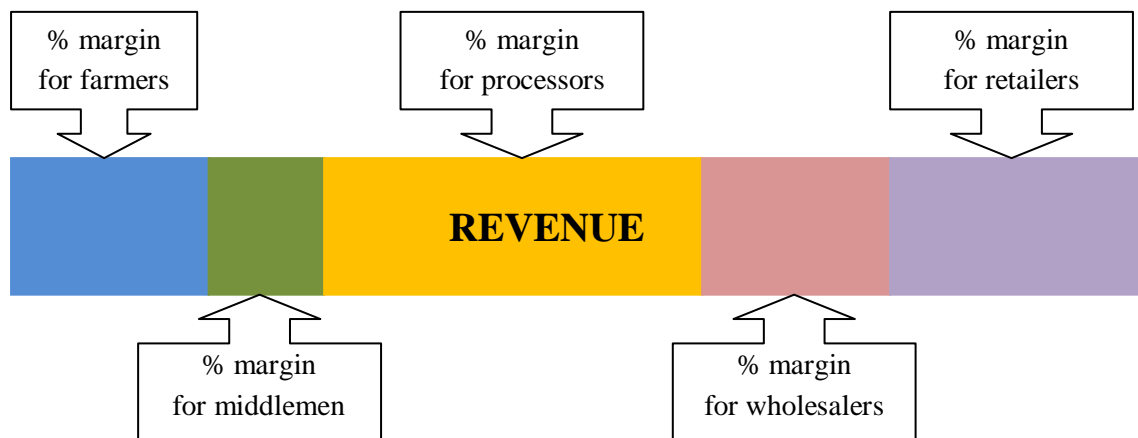 % margin
for farmers
% margin
for processors
% margin
for retailers
REVENUE
% margin
for middlemen
% margin
for wholesalers